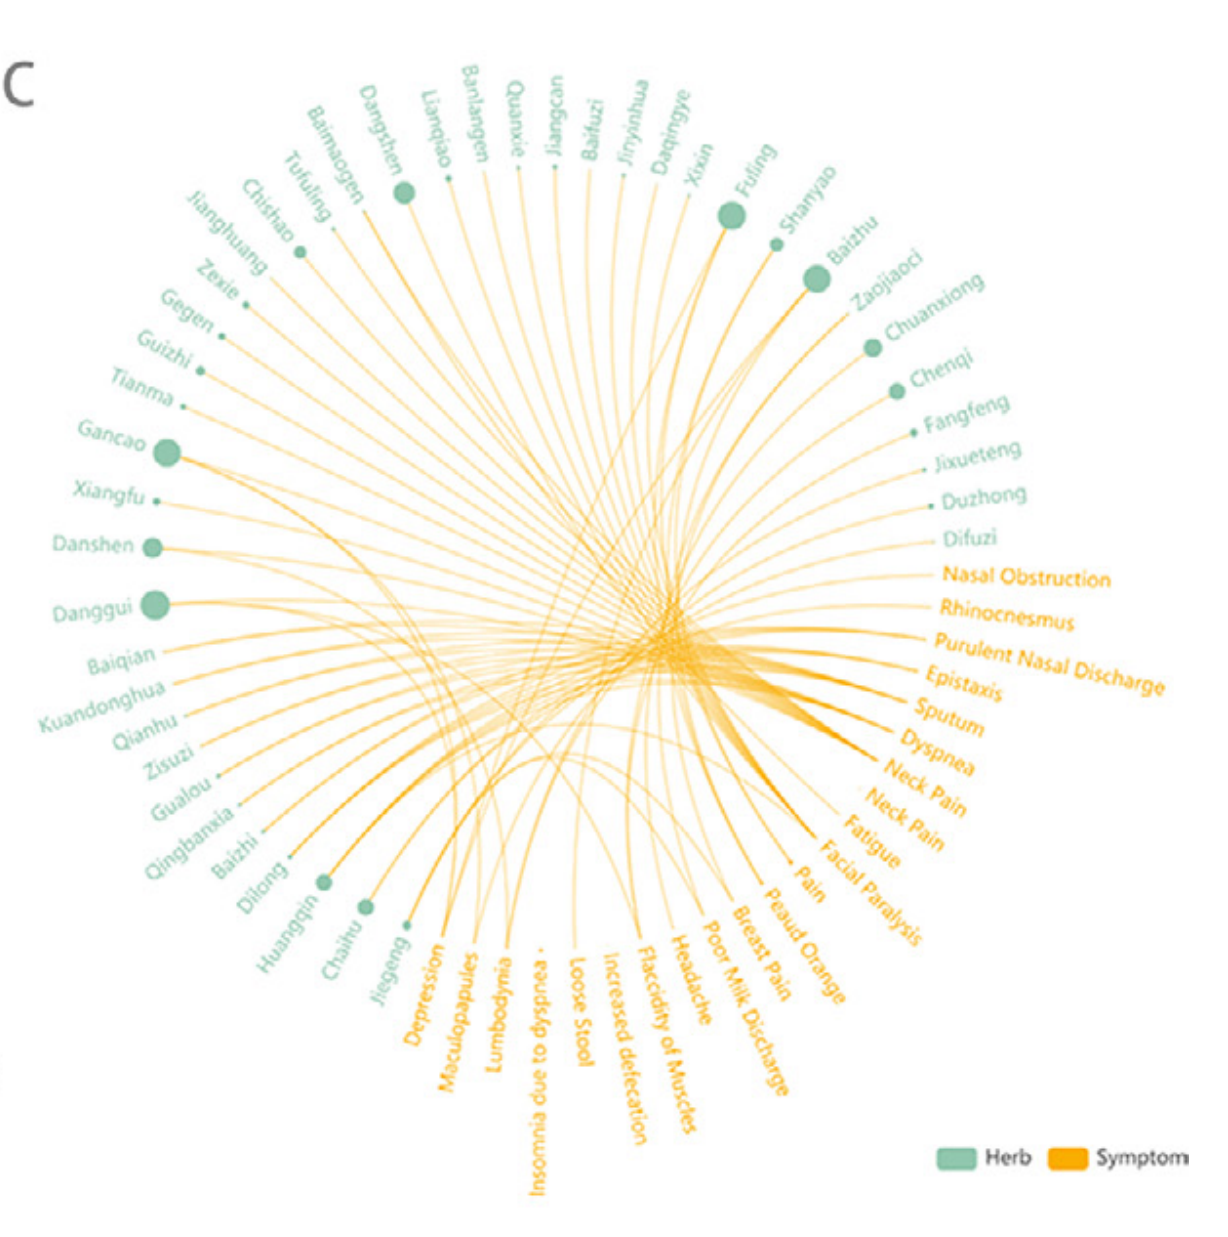 C
Difuzi
Duzhong
Jixueteng
Fangfeng
Chenqi
Chuanxiong
Zaojiaoci
Baizhu
Shanyao
Fuling
Xixin
Daqingye
Jinyinhua
Baifuzi
Jiangcan
Quanxie
Banlangen
Lianqiao
Dangshen
Baimaogen
Tufuling
Chishao
Jianghuang
Zexie
Gegen
Guizhi
Tianma
Gancao
Xiangfu
Danshen
Danggui
Baiqian
Kuandonghua
Qianhu
Zisuzi
Gualou
Qingbanxia
Baizhi
Dilong
Huangqin
Chaihu
Jiegeng
Depression
Maculopapules
Lumbodynia
Insomnia due to dyspnea
Loose Stool
Increased defecation
Flaccidity of Muscles
Headache
Poor Milk Discharge
Breast Pain
Peaud Orange
Pain
Facial Paralysis
Fatigue
Neck Pain
Neck Pain
Dyspnea
Sputum
Epistaxis
Purulent Nasal Discharge
Rhinocnesmus
Nasal Obstruction
Herb
Symptom